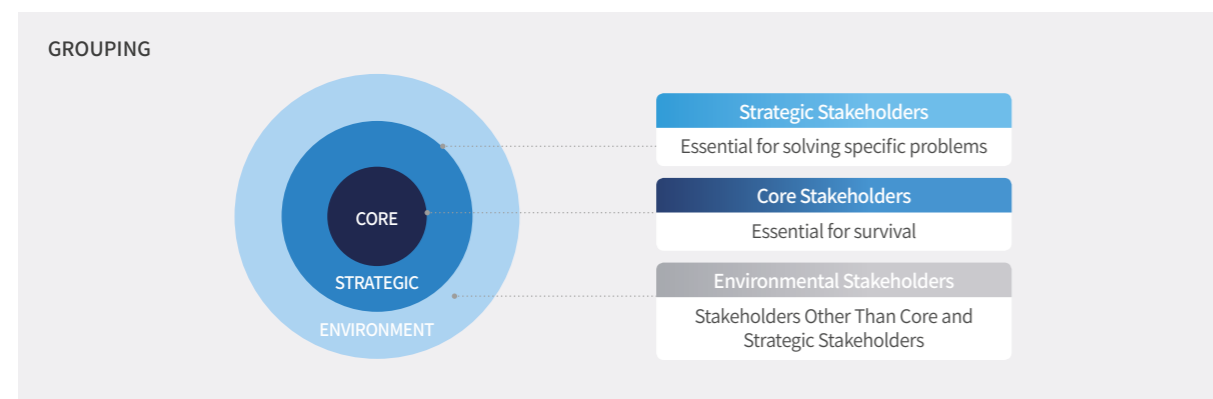 GROUPING
CORE
STRATEGIC
ENVIRONMENT
Strategic Stakeholders
Essential for solving specific problems
Core Stakeholders
Essential for survival
Environmental Stakeholders
Stakeholders Other Than Core and
Strategic Stakeholders